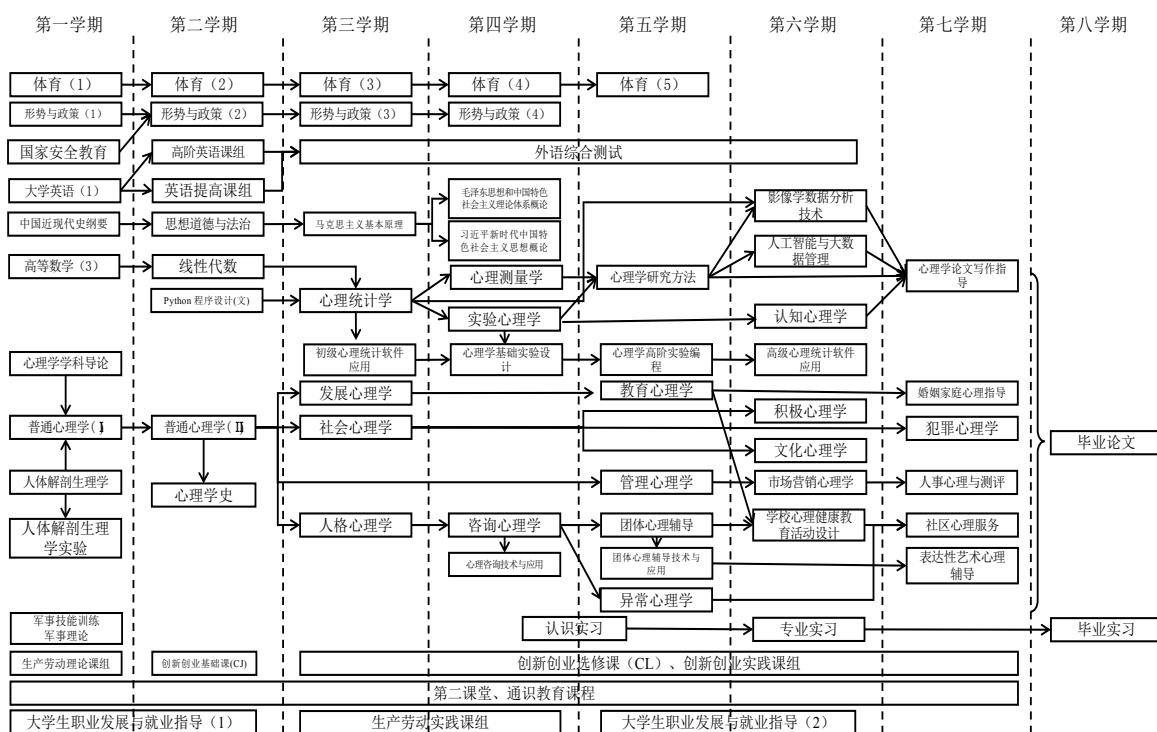 第一学期 第二学期 第三学期 第四学期 第五学期 第六学期 第七学期 第八学期
体育（1） 体育（2） 体育（3） 体育（4） 体育（5）
形势与政策（1） 形势与政策（2） 形势与政策（3） 形势与政策（4）
国家安全教育 高阶英语课组 外语综合测试
大学英语（1） 英语提高课组
毛泽东思想和中国特色
社会主义理论体系概论
影像学数据分析
技术
中国近现代史纲要 思想道德与法治 马克思主义基本原理
习近平新时代中国特
色社会主义思想概论
人工智能与大数
据管理
高等数学（3） 线性代数 心理测量学 心理学研究方法
心理学论文写作指
导
Python 程序设计(文) 心理统计学 实验心理学 认知心理学
初级心理统计软件
应用
心理学基础实验设
计
心理学高阶实验编
程
高级心理统计软件
应用
心理学学科导论
发展心理学 教育心理学 婚姻家庭心理指导
积极心理学
普通心理学(I) 普通心理学(II) 社会心理学 犯罪心理学
毕业论文
文化心理学
人体解剖生理学 心理学史 管理心理学 市场营销心理学 人事心理与测评
人体解剖生理
学实验
人格心理学 咨询心理学 团体心理辅导
学校心理健康教
育活动设计
社区心理服务
心理咨询技术与应用
团体心理辅导技术与
应用
表达性艺术心理
辅导
异常心理学
军事技能训练
军事理论
认识实习 专业实习 毕业实习
生产劳动理论课组 创新创业基础课(CJ) 创新创业选修课（CL）、创新创业实践课组
第二课堂、通识教育课程
大学生职业发展与就业指导（1） 生产劳动实践课组 大学生职业发展与就业指导（2）